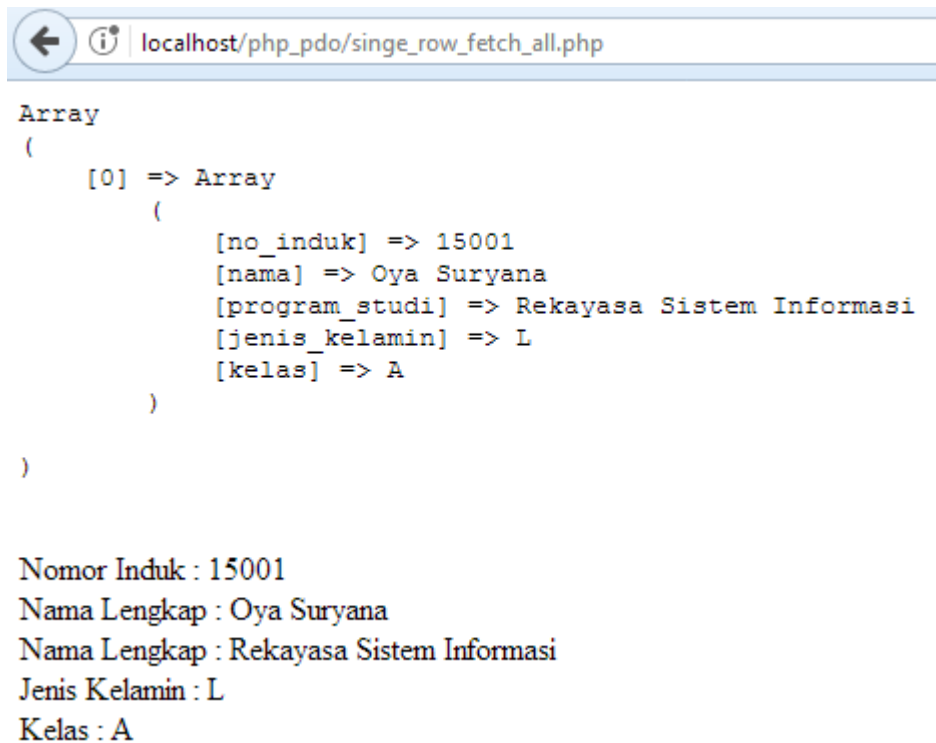 localhost/php_pdo/singe_row_fetch_all.php
Array
(
[0] => Array
(
[no_induk] => 15001
[nama] => Oya Suryana
[program_studi] => Rekayasa Sistem Informasi
[jenis_kelamin] => L
[kelas] => A
)
)
Nomor Induk : 15001
Nama Lengkap : Oya Suryana
Nama Lengkap : Rekayasa Sistem Informasi
Jenis Kelamin : L
Kelas : A